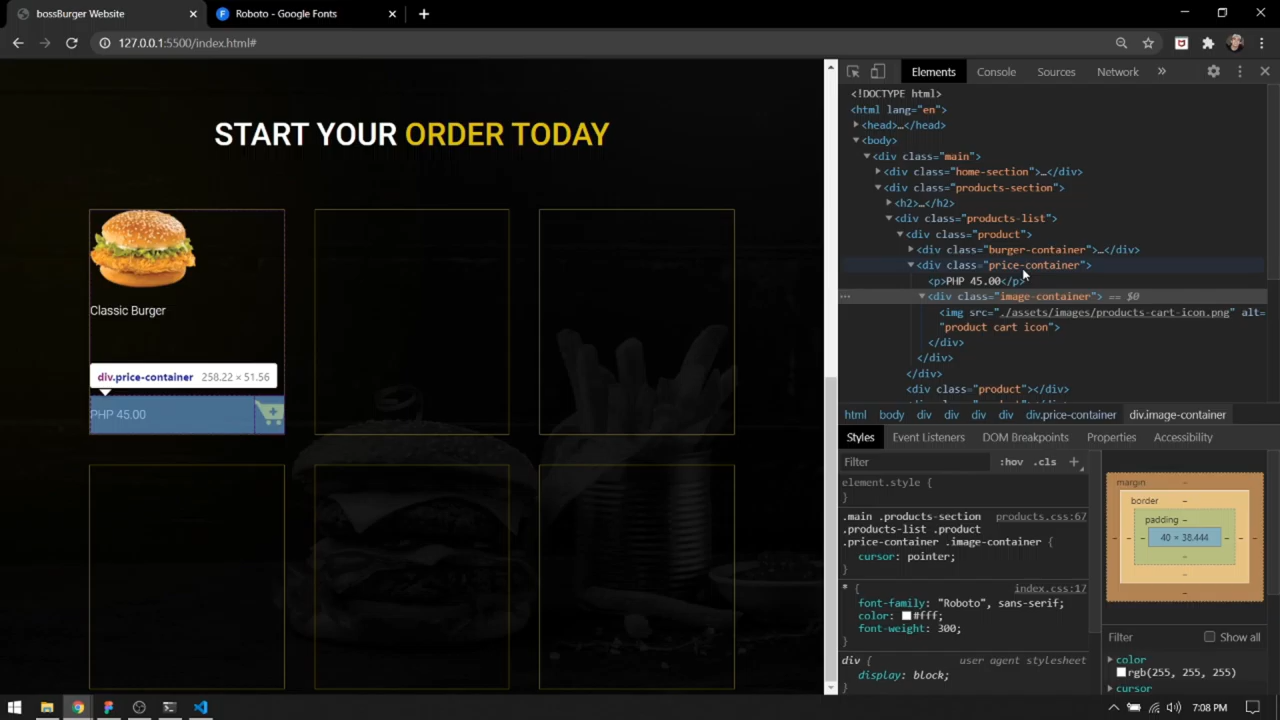 bossBurger Website
Roboto - Google Fonts
127.0.0.1:5500/index.html#
START YOUR ORDER TODAY
Classic Burger
div.price-container 258.22 × 51.56
PHP 45.00
Elements Console Sources Network
<!DOCTYPE html>
<html lang="en">
<head>…</head>
<body>
<div class="main">
<div class="home-section">…</div>
<div class="products-section">
<h2>…</h2>
<div class="products-list">
<div class="product">
<div class="burger-container">…</div>
<div class="price-container">
<p>PHP 45.00</p>
<div class="image-container"> == $0
<img src="./assets/images/products-cart-icon.png" alt=
"product cart icon">
</div>
</div>
</div>
<div class="product"></div>
html body div div div div div.price-container div.image-container
Styles Event Listeners DOM Breakpoints Properties Accessibility
Filter :hov .cls +
element.style {
}
.main .products-section products.css:67
.products-list .product
.price-container .image-container {
cursor: pointer;
}
* { index.css:17
font-family: "Roboto", sans-serif;
color: #fff;
font-weight: 300;
}
div { user agent stylesheet
display: block;
}
margin -
border -
padding -
40 × 38.444
Filter Show all
color
rgb(255, 255, 255)
cursor
7:08 PM